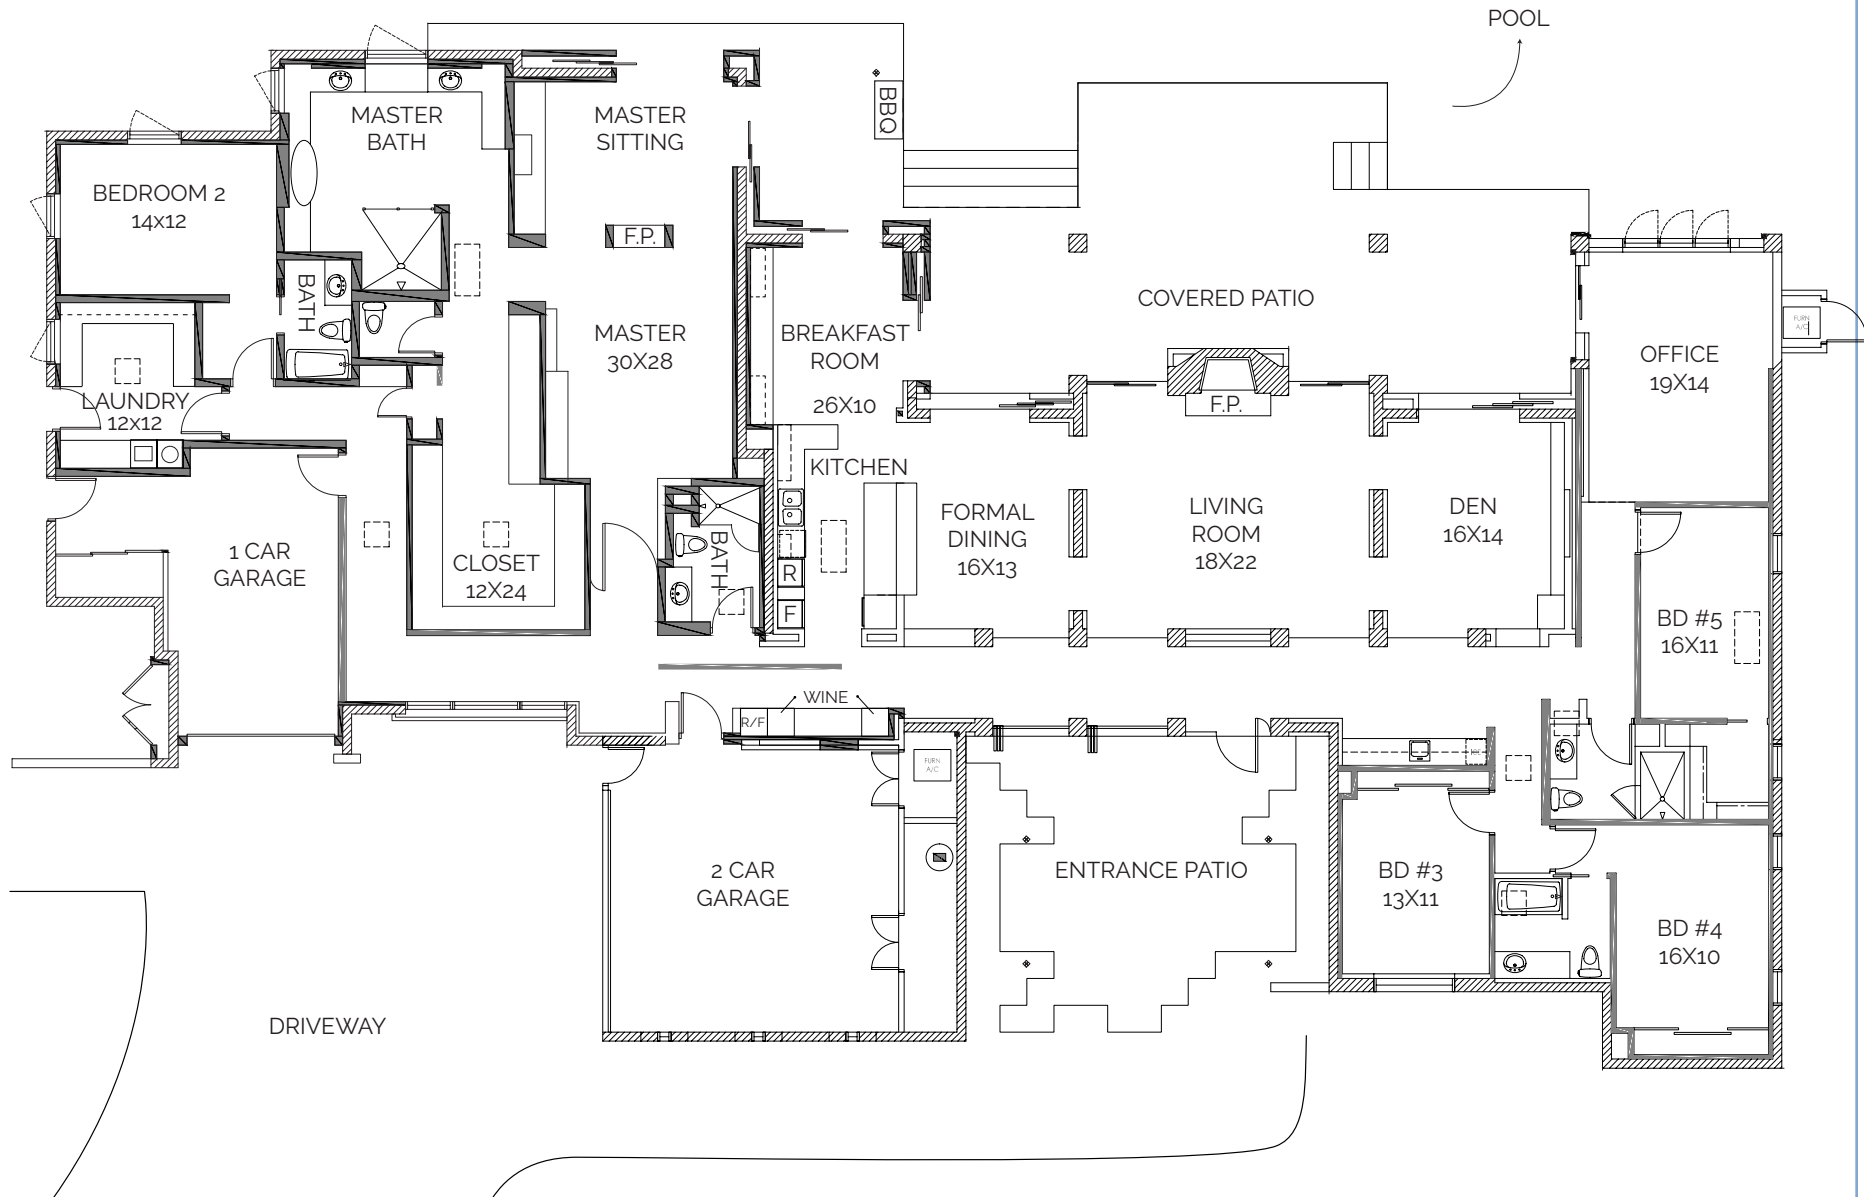 POOL
MASTER
BATH
MASTER
SITTING
BBQ
BEDROOM 2
14x12
F.P.
BATH
COVERED PATIO
MASTER
30X28
BREAKFAST
ROOM
26X10
FURN
A/C
OFFICE
19X14
LAUNDRY
12x12
F.P.
KITCHEN
FORMAL
DINING
16X13
LIVING
ROOM
18X22
DEN
16X14
1 CAR
GARAGE
CLOSET
12X24
BATH
R
F
BD #5
16X11
WINE
R/F
FURN
A/C
ICE
2 CAR
GARAGE
ENTRANCE PATIO
BD #3
13X11
BD #4
16X10
DRIVEWAY